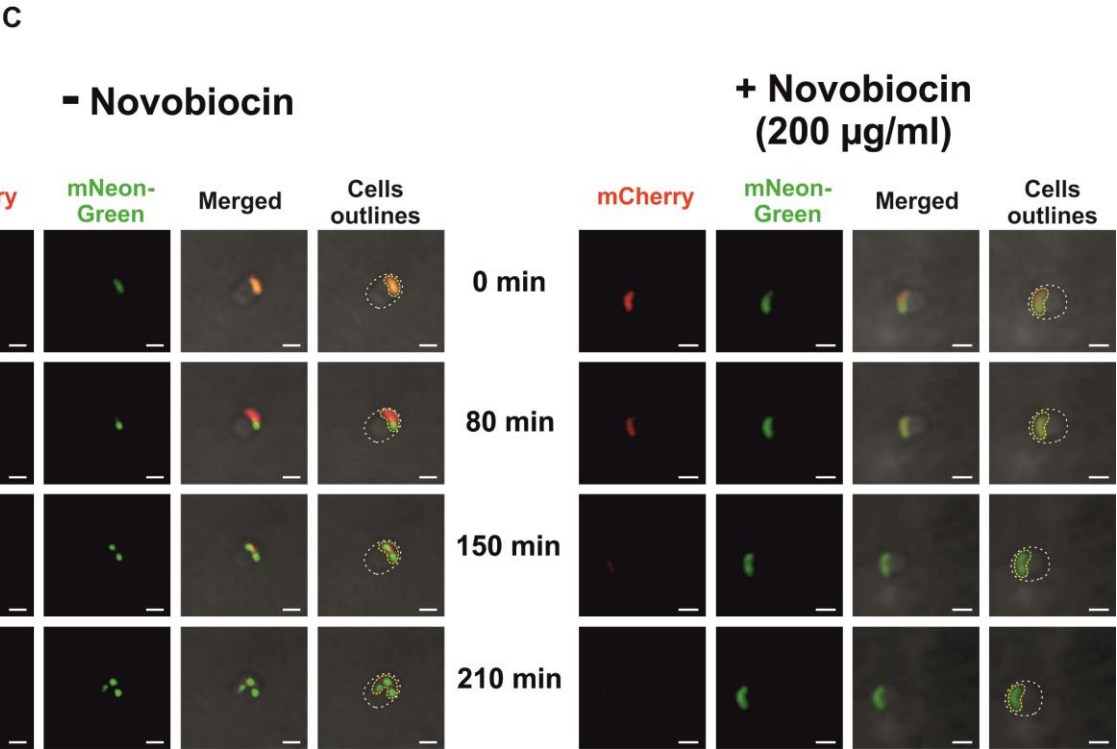 C
- Novobiocin
+ Novobiocin
(200 µg/ml)
ry
mNeon-
Green
Merged
Cells
outlines
mCherry
mNeon-
Green
Merged
Cells
outlines
0 min
80 min
150 min
210 min